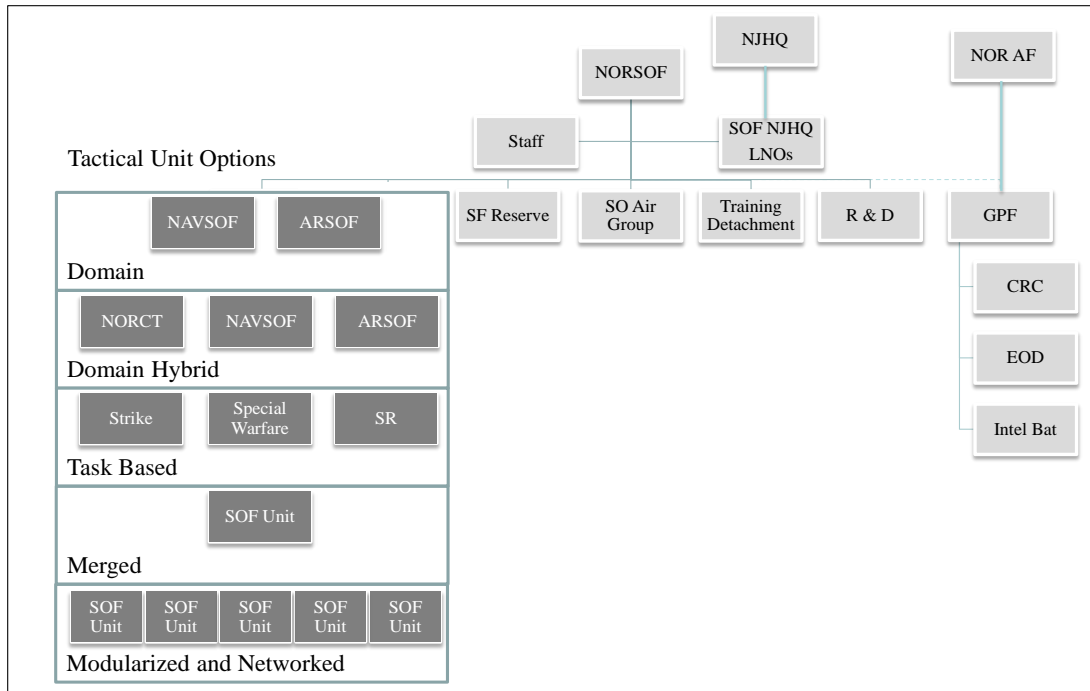 NJHQ
NORSOF
NOR AF
Staff
SOF NJHQ
LNOs
Tactical Unit Options
SF Reserve
SO Air
Group
Training
Detachment
R & D
GPF
NAVSOF
ARSOF
Domain
CRC
NORCT
NAVSOF
ARSOF
Domain Hybrid
EOD
Strike
Special
Warfare
SR
Task Based
Intel Bat
SOF Unit
Merged
SOF
Unit
SOF
Unit
SOF
Unit
SOF
Unit
SOF
Unit
Modularized and Networked